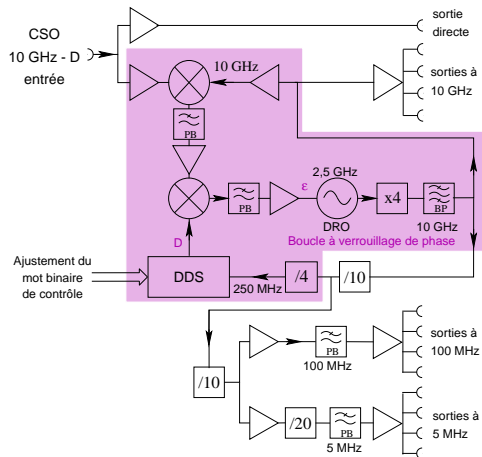 CSO
10 GHz - D
entrée
sortie
directe
10 GHz
sorties à
10 GHz
PB
PB
ε
2,5 GHz
DRO
x4
BP
10 GHz
D
Boucle à verrouillage de phase
Ajustement du
mot binaire
de contrôle
DDS
250 MHz
/4
/10
/10
PB
100 MHz
sorties à
100 MHz
/20
PB
5 MHz
sorties à
5 MHz